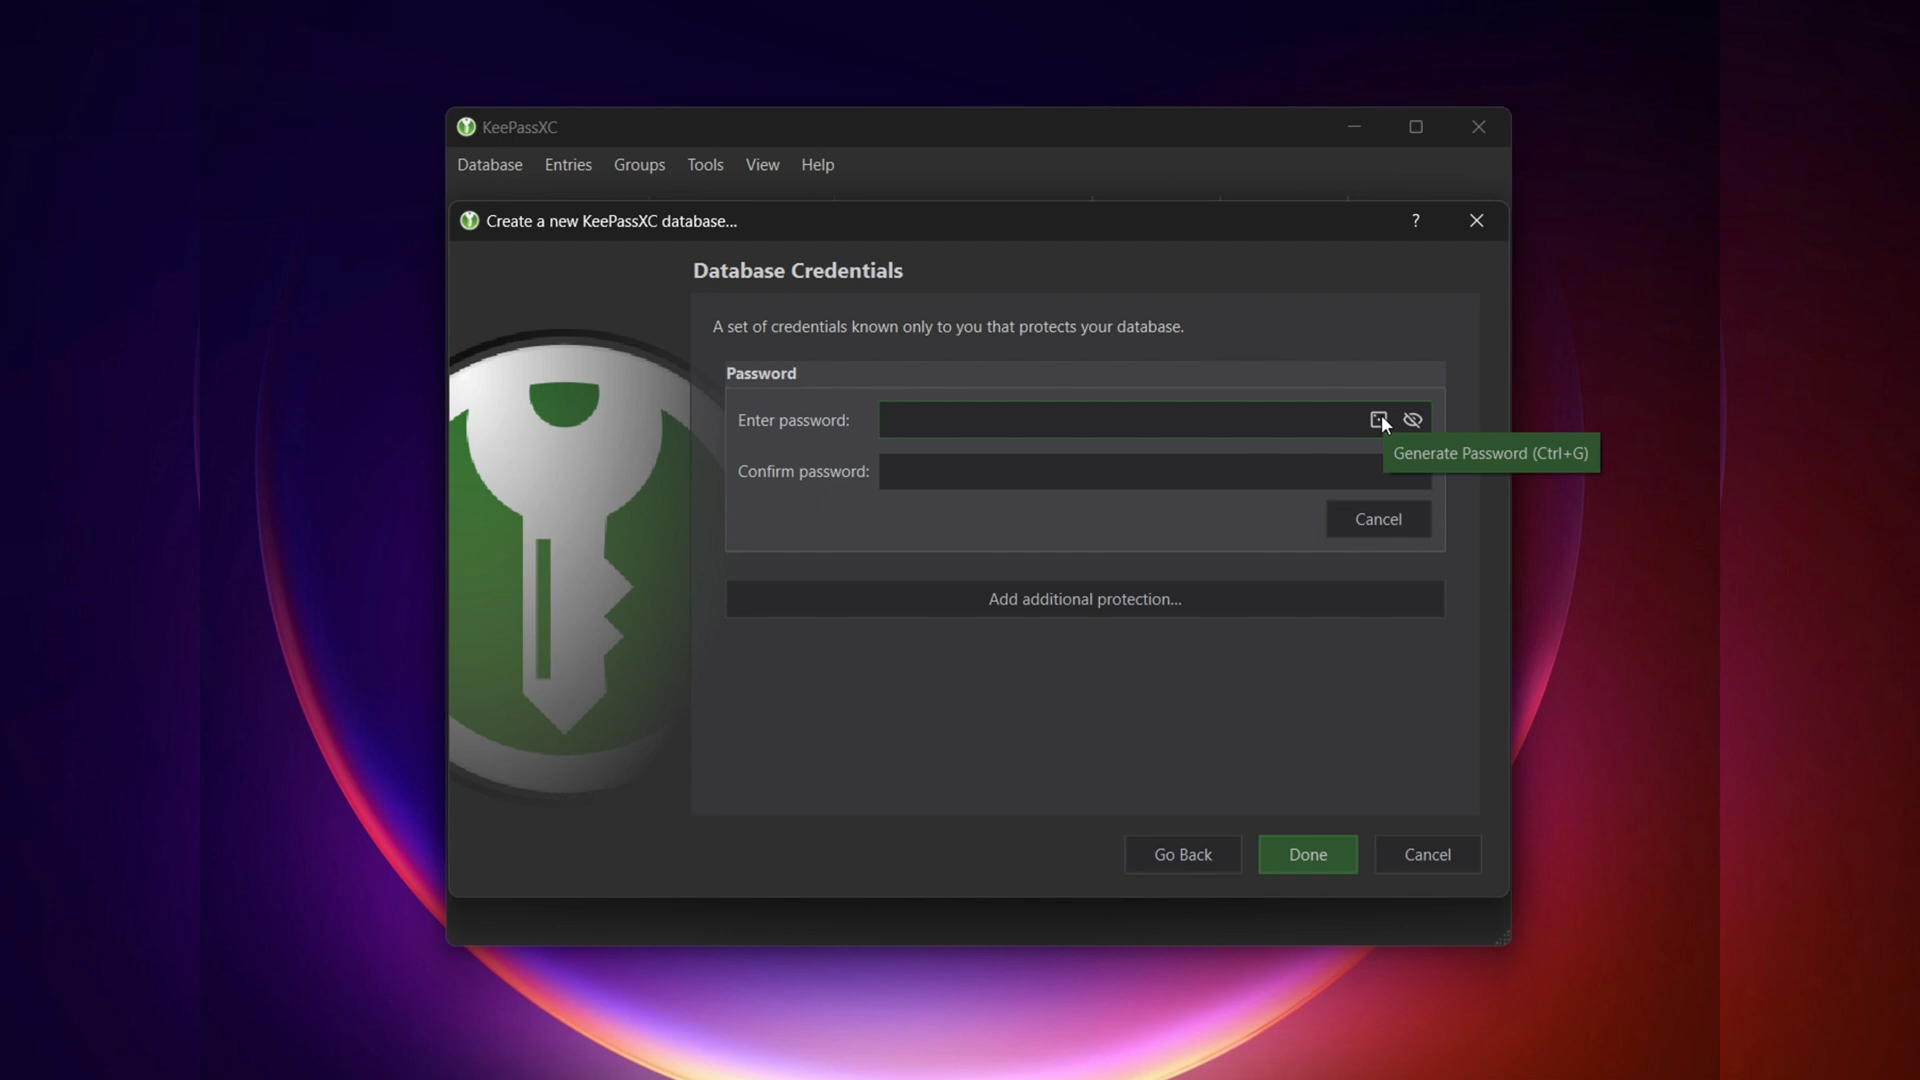 KeePassXC
Database Entries Groups Tools View Help
Create a new KeePassXC database... ?
Database Credentials
A set of credentials known only to you that protects your database.
Password
Enter password:
Generate Password (Ctrl+G)
Confirm password:
Cancel
Add additional protection...
Go Back Done Cancel